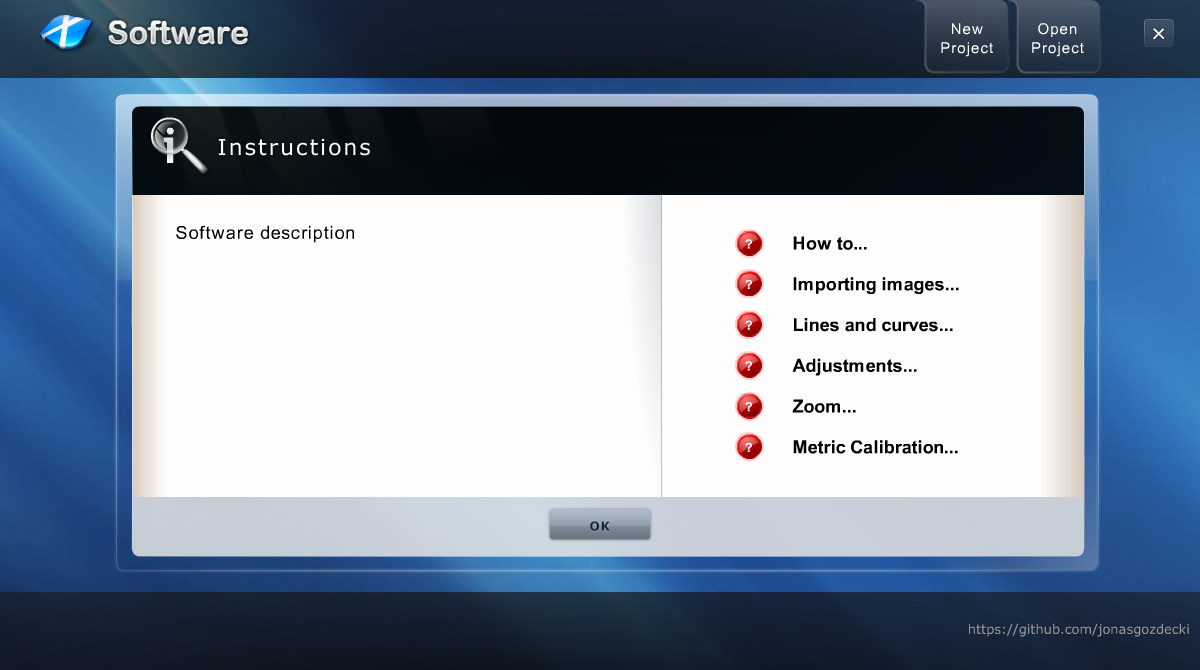 Software
New
Project
Open
Project
Instructions
Software description
How to...
Importing images...
Lines and curves...
Adjustments...
Zoom...
Metric Calibration...
OK
https://github.com/jonasgozdecki